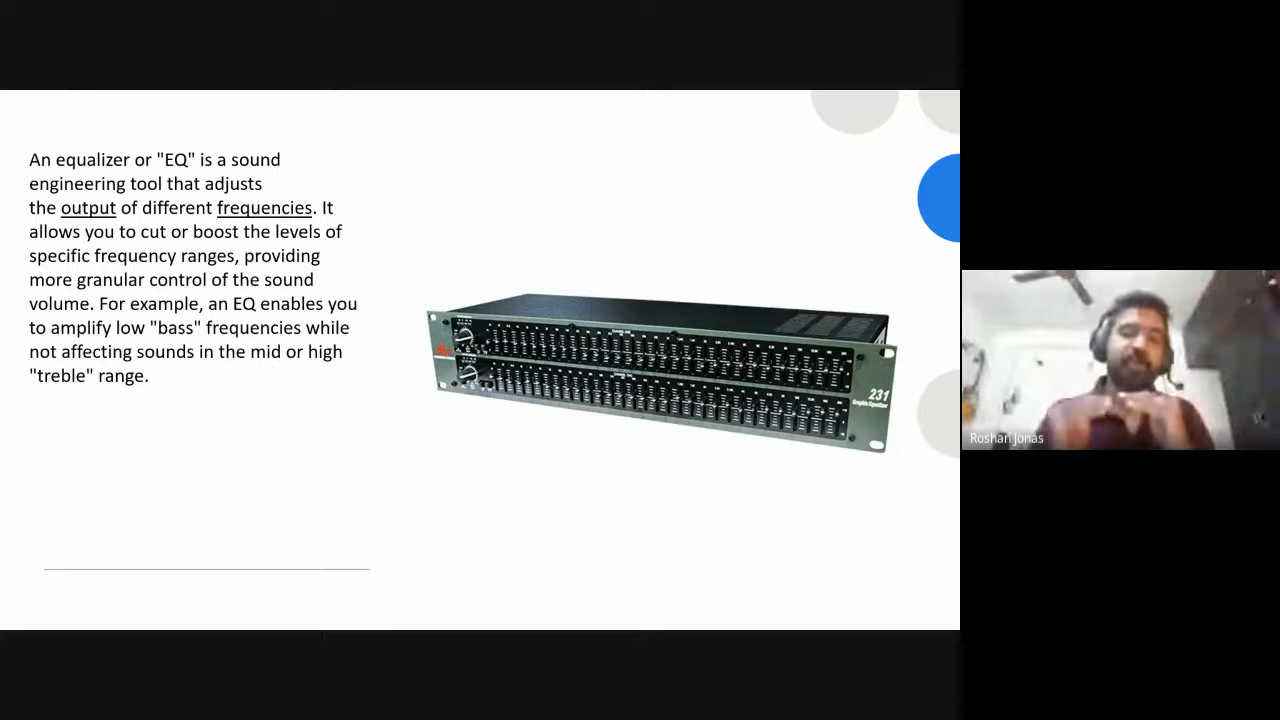 An equalizer or "EQ" is a sound
engineering tool that adjusts
the output of different frequencies. It
allows you to cut or boost the levels of
specific frequency ranges, providing
more granular control of the sound
volume. For example, an EQ enables you
to amplify low "bass" frequencies while
not affecting sounds in the mid or high
"treble" range.
231
Graphic Equalizer
Roshan Jonas